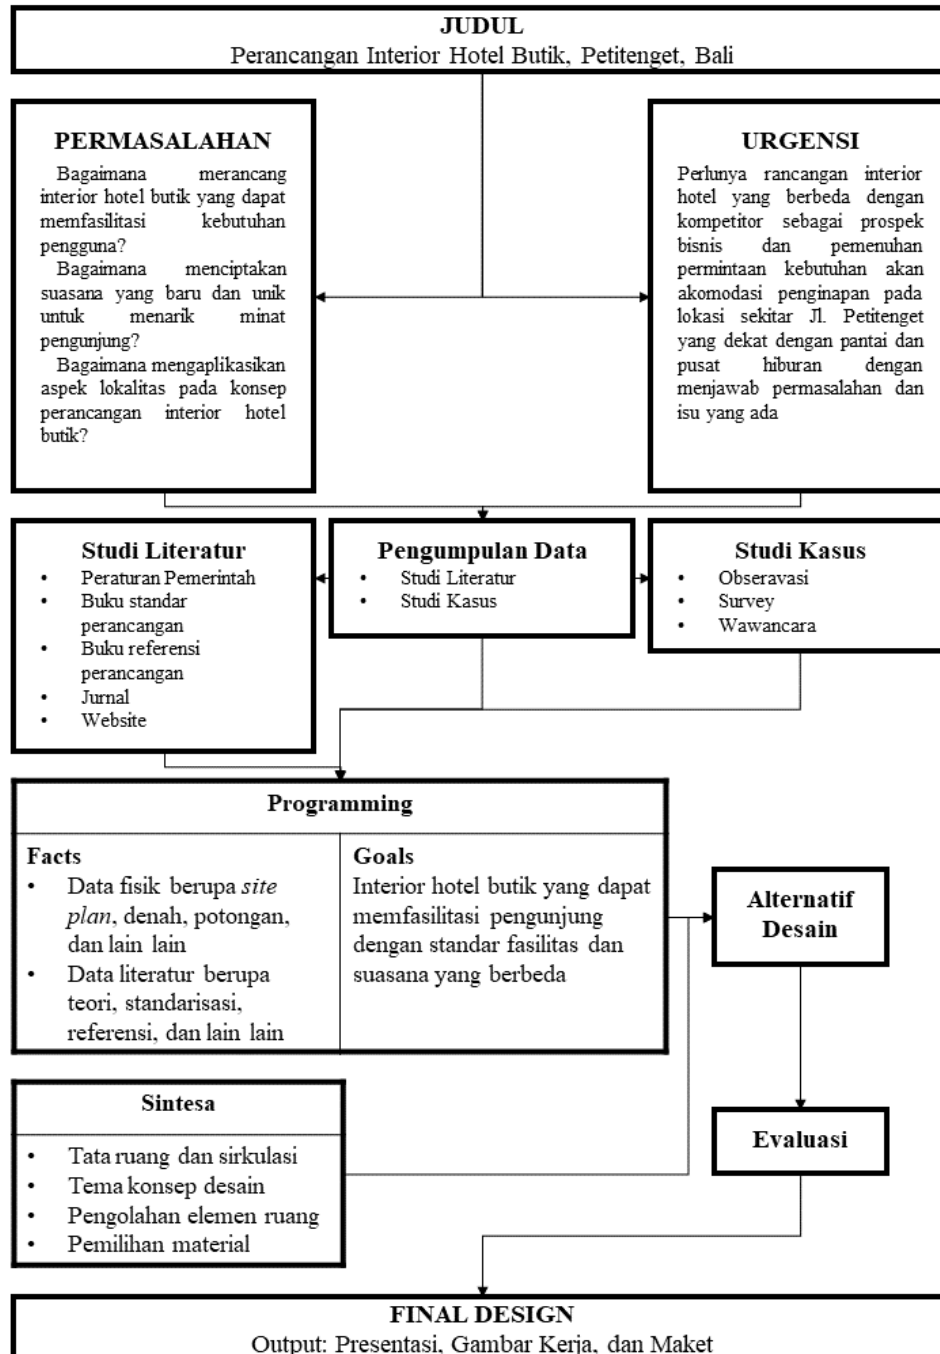 JUDUL
Perancangan Interior Hotel Butik, Petitenget, Bali
PERMASALAHAN
Bagaimana merancang
interior hotel butik yang dapat
memfasilitasi kebutuhan
pengguna?
Bagaimana menciptakan
suasana yang baru dan unik
untuk menarik minat
pengunjung?
Bagaimana mengaplikasikan
aspek lokalitas pada konsep
perancangan interior hotel
butik?
URGENSI
Perlunya rancangan interior
hotel yang berbeda dengan
kompetitor sebagai prospek
bisnis dan pemenuhan
permintaan kebutuhan akan
akomodasi penginapan pada
lokasi sekitar Jl. Petitenget
yang dekat dengan pantai dan
pusat hiburan dengan
menjawab permasalahan dan
isu yang ada
Studi Literatur
• Peraturan Pemerintah
• Buku standar
perancangan
• Buku referensi
perancangan
• Jurnal
• Website
Pengumpulan Data
• Studi Literatur
• Studi Kasus
Studi Kasus
• Obseravasi
• Survey
• Wawancara
Programming
Facts
• Data fisik berupa site
plan, denah, potongan,
dan lain lain
• Data literatur berupa
teori, standarisasi,
referensi, dan lain lain
Goals
Interior hotel butik yang dapat
memfasilitasi pengunjung
dengan standar fasilitas dan
suasana yang berbeda
Alternatif
Desain
Sintesa
• Tata ruang dan sirkulasi
• Tema konsep desain
• Pengolahan elemen ruang
• Pemilihan material
Evaluasi
FINAL DESIGN
Output: Presentasi, Gambar Kerja, dan Maket